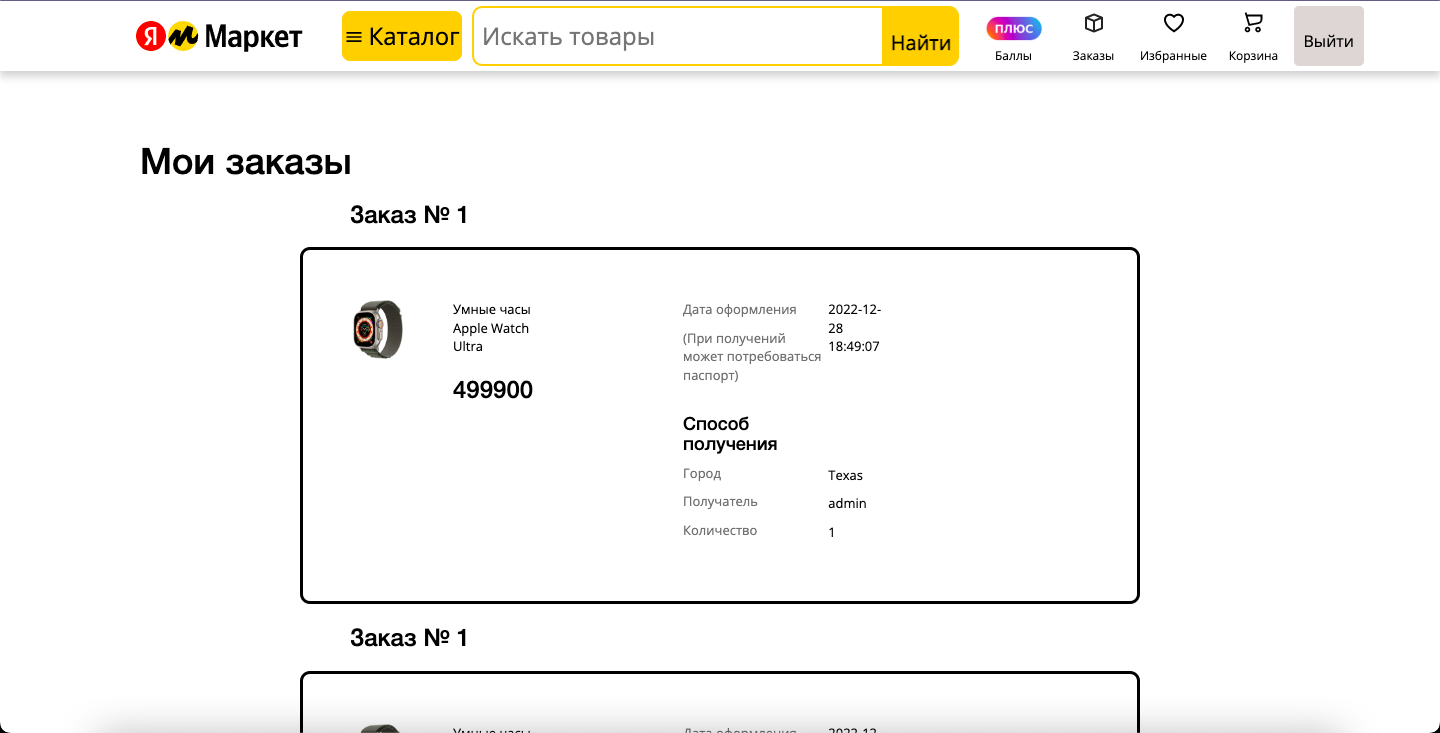 Я Маркет
Каталог
Искать товары
Найти
плюс
Баллы
Заказы
Избранные
Корзина
Выйти
Мои заказы
Заказ № 1
Умные часы
Apple Watch
Ultra
499900
Дата оформления
2022-12-
28
18:49:07
(При получений
может потребоваться
паспорт)
Способ
получения
Город
Texas
Получатель
admin
Количество
1
Заказ № 1
Умные часы
Дата оформления
2022-12-